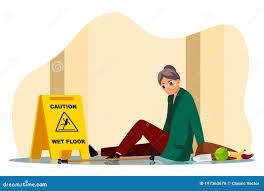 CAUTION
WET FLOOR
dreamstime.com
ID 197363676 © Classic Vector